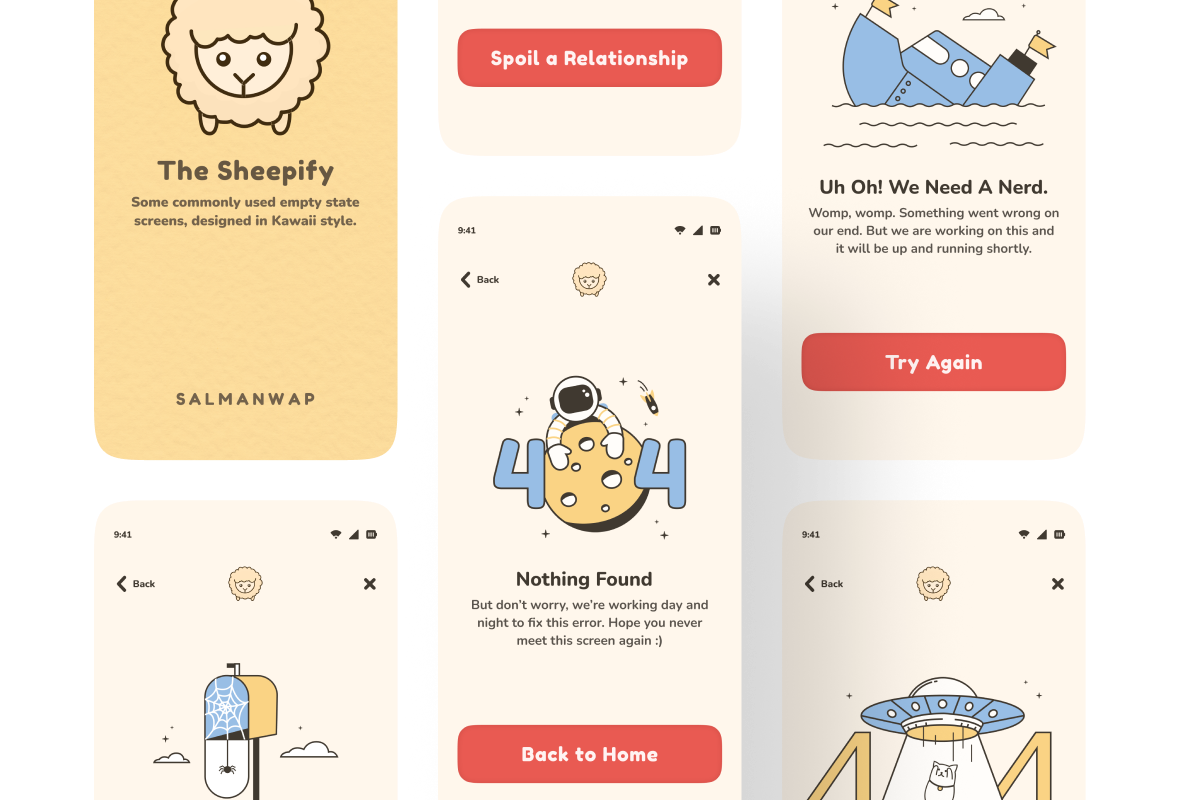 The Sheepify
Some commonly used empty state
screens, designed in Kawaii style.
SALMANWAP
9:41
Back
Spoil a Relationship
9:41
Back
4 4
Nothing Found
But don’t worry, we’re working day and
night to fix this error. Hope you never
meet this screen again :)
Back to Home
Uh Oh! We Need A Nerd.
Womp, womp. Something went wrong on
our end. But we are working on this and
it will be up and running shortly.
Try Again
9:41
Back
4 4